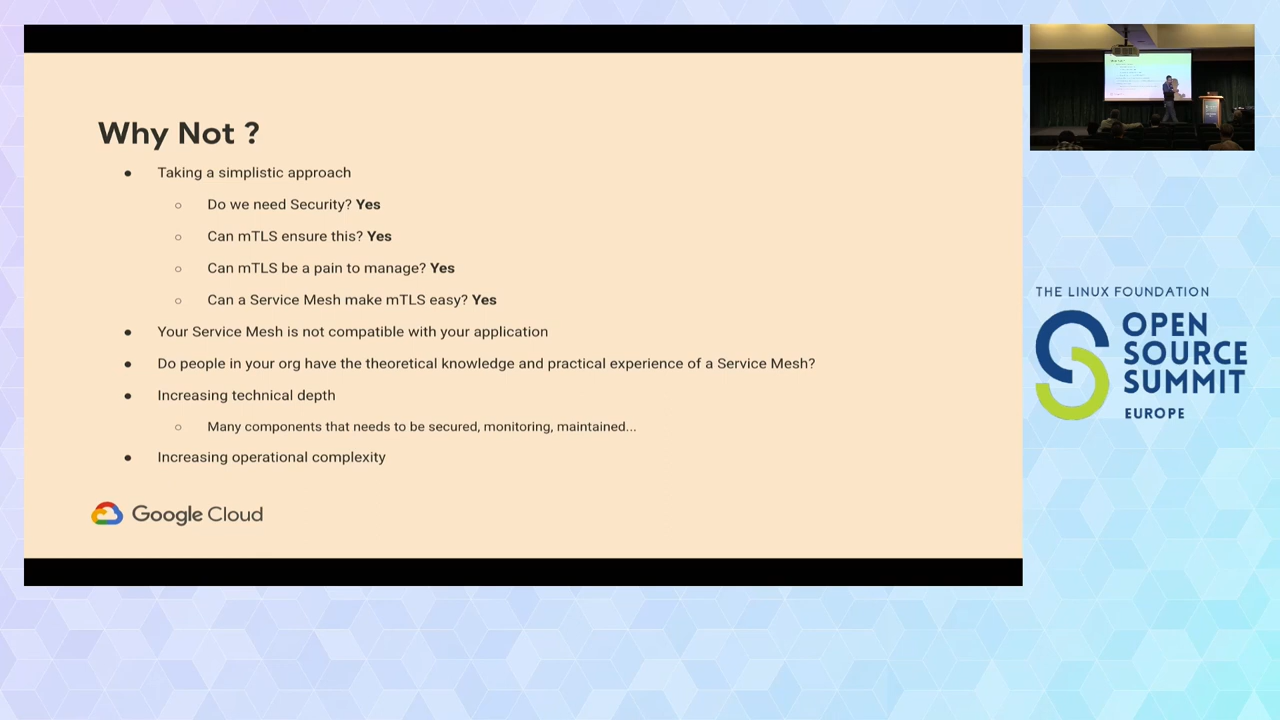 Why Not ?
● Taking a simplistic approach
○ Do we need Security? Yes
○ Can mTLS ensure this? Yes
○ Can mTLS be a pain to manage? Yes
○ Can a Service Mesh make mTLS easy? Yes
● Your Service Mesh is not compatible with your application
● Do people in your org have the theoretical knowledge and practical experience of a Service Mesh?
● Increasing technical depth
○ Many components that needs to be secured, monitoring, maintained...
● Increasing operational complexity
Google Cloud
THE LINUX FOUNDATION
OPEN
SOURCE
SUMMIT
EUROPE